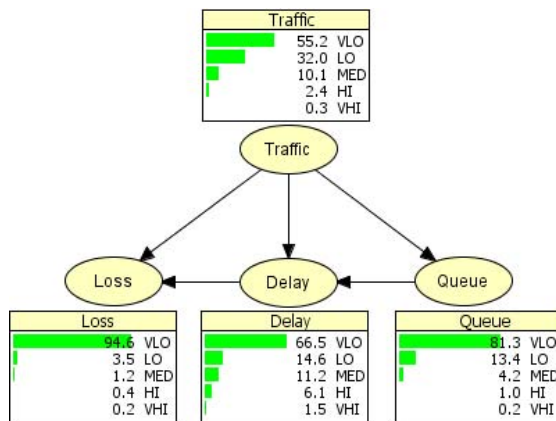 Traffic
55.2 VLO
32.0 LO
10.1 MED
2.4 HI
0.3 VHI
Traffic
Loss
Delay
Queue
Loss
94.6 VLO
3.5 LO
1.2 MED
0.4 HI
0.2 VHI
Delay
66.5 VLO
14.6 LO
11.2 MED
6.1 HI
1.5 VHI
Queue
81.3 VLO
13.4 LO
4.2 MED
1.0 HI
0.2 VHI